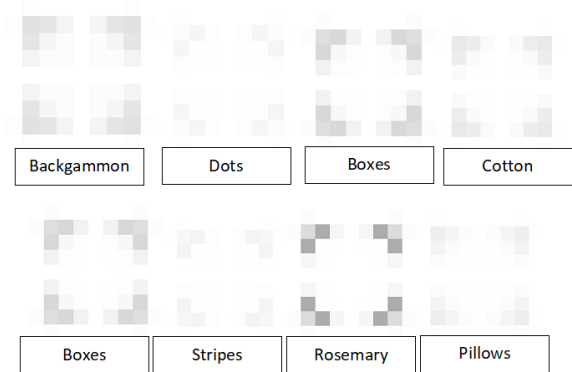 Backgammon
Dots
Boxes
Cotton
Boxes
Stripes
Rosemary
Pillows